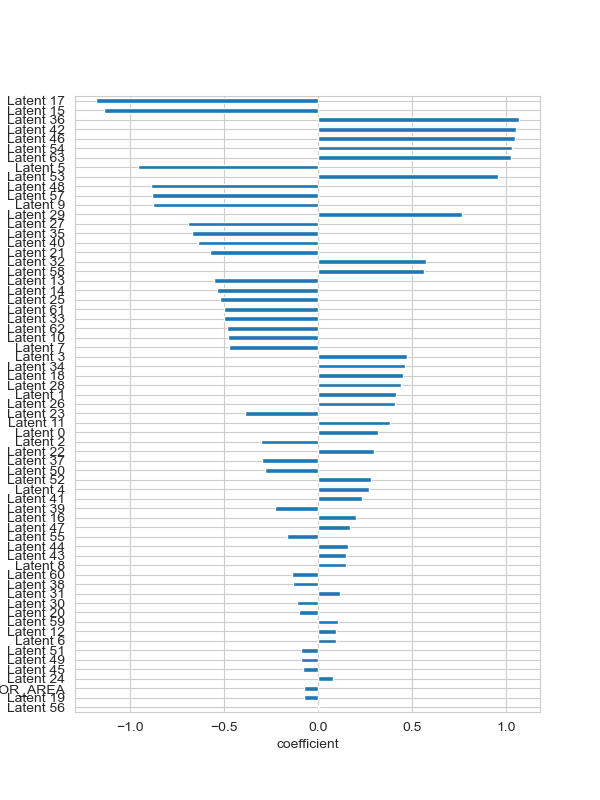 Latent 17
Latent 15
Latent 36
Latent 42
Latent 46
Latent 54
Latent 63
Latent 5
Latent 53
Latent 48
Latent 57
Latent 9
Latent 29
Latent 27
Latent 35
Latent 40
Latent 21
Latent 32
Latent 58
Latent 13
Latent 14
Latent 25
Latent 61
Latent 33
Latent 62
Latent 10
Latent 7
Latent 3
Latent 34
Latent 18
Latent 28
Latent 1
Latent 26
Latent 23
Latent 11
Latent 0
Latent 2
Latent 22
Latent 37
Latent 50
Latent 52
Latent 4
Latent 41
Latent 39
Latent 16
Latent 47
Latent 55
Latent 44
Latent 43
Latent 8
Latent 60
Latent 38
Latent 31
Latent 30
Latent 20
Latent 59
Latent 12
Latent 6
Latent 51
Latent 49
Latent 45
Latent 24
OR_AREA
Latent 19
Latent 56
−1.0 −0.5 0.0 0.5 1.0
coefficient